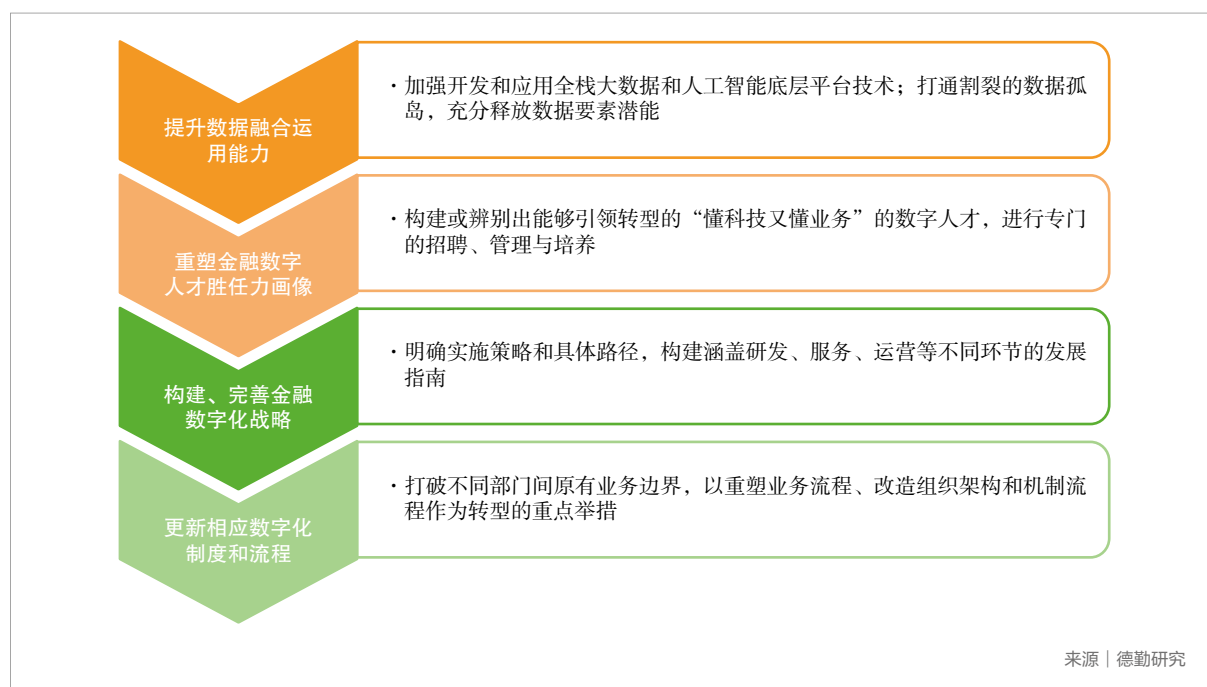 提升数据融合运
用能力
·加强开发和应用全栈大数据和人工智能底层平台技术；打通割裂的数据孤
岛，充分释放数据要素潜能
重塑金融数字
人才胜任力画像
·构建或辨别出能够引领转型的“懂科技又懂业务”的数字人才，进行专门
的招聘、管理与培养
构建、完善金融
数字化战略
·明确实施策略和具体路径，构建涵盖研发、服务、运营等不同环节的发展
指南
更新相应数字化
制度和流程
·打破不同部门间原有业务边界，以重塑业务流程、改造组织架构和机制流
程作为转型的重点举措
来源｜德勤研究